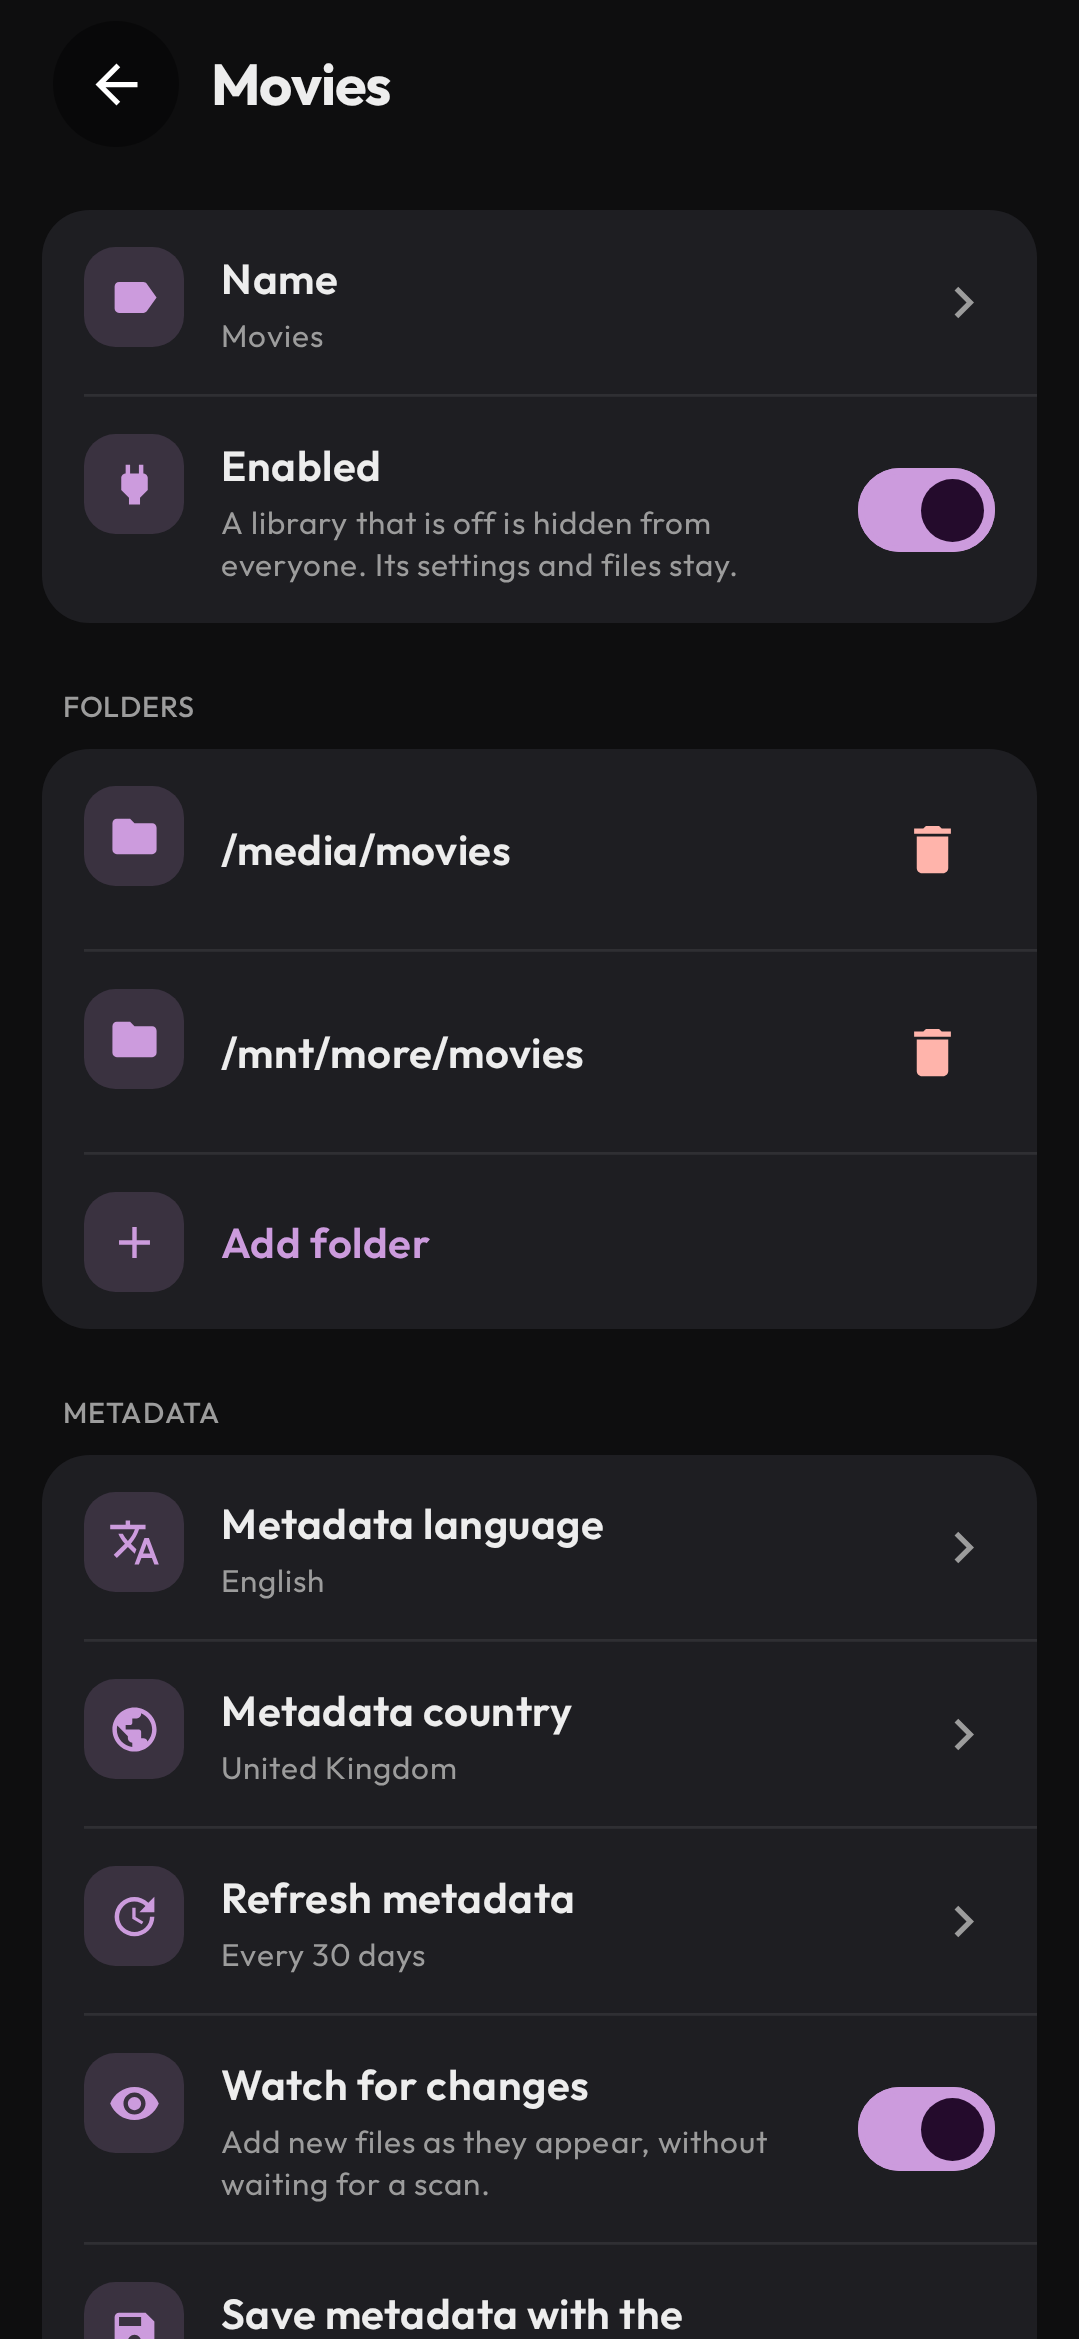 Movies
Name
Movies
Enabled
A library that is off is hidden from
everyone. Its settings and files stay.
FOLDERS
/media/movies
/mnt/more/movies
Add folder
METADATA
Metadata language
English
Metadata country
United Kingdom
Refresh metadata
Every 30 days
Watch for changes
Add new files as they appear, without
waiting for a scan.
Save metadata with the